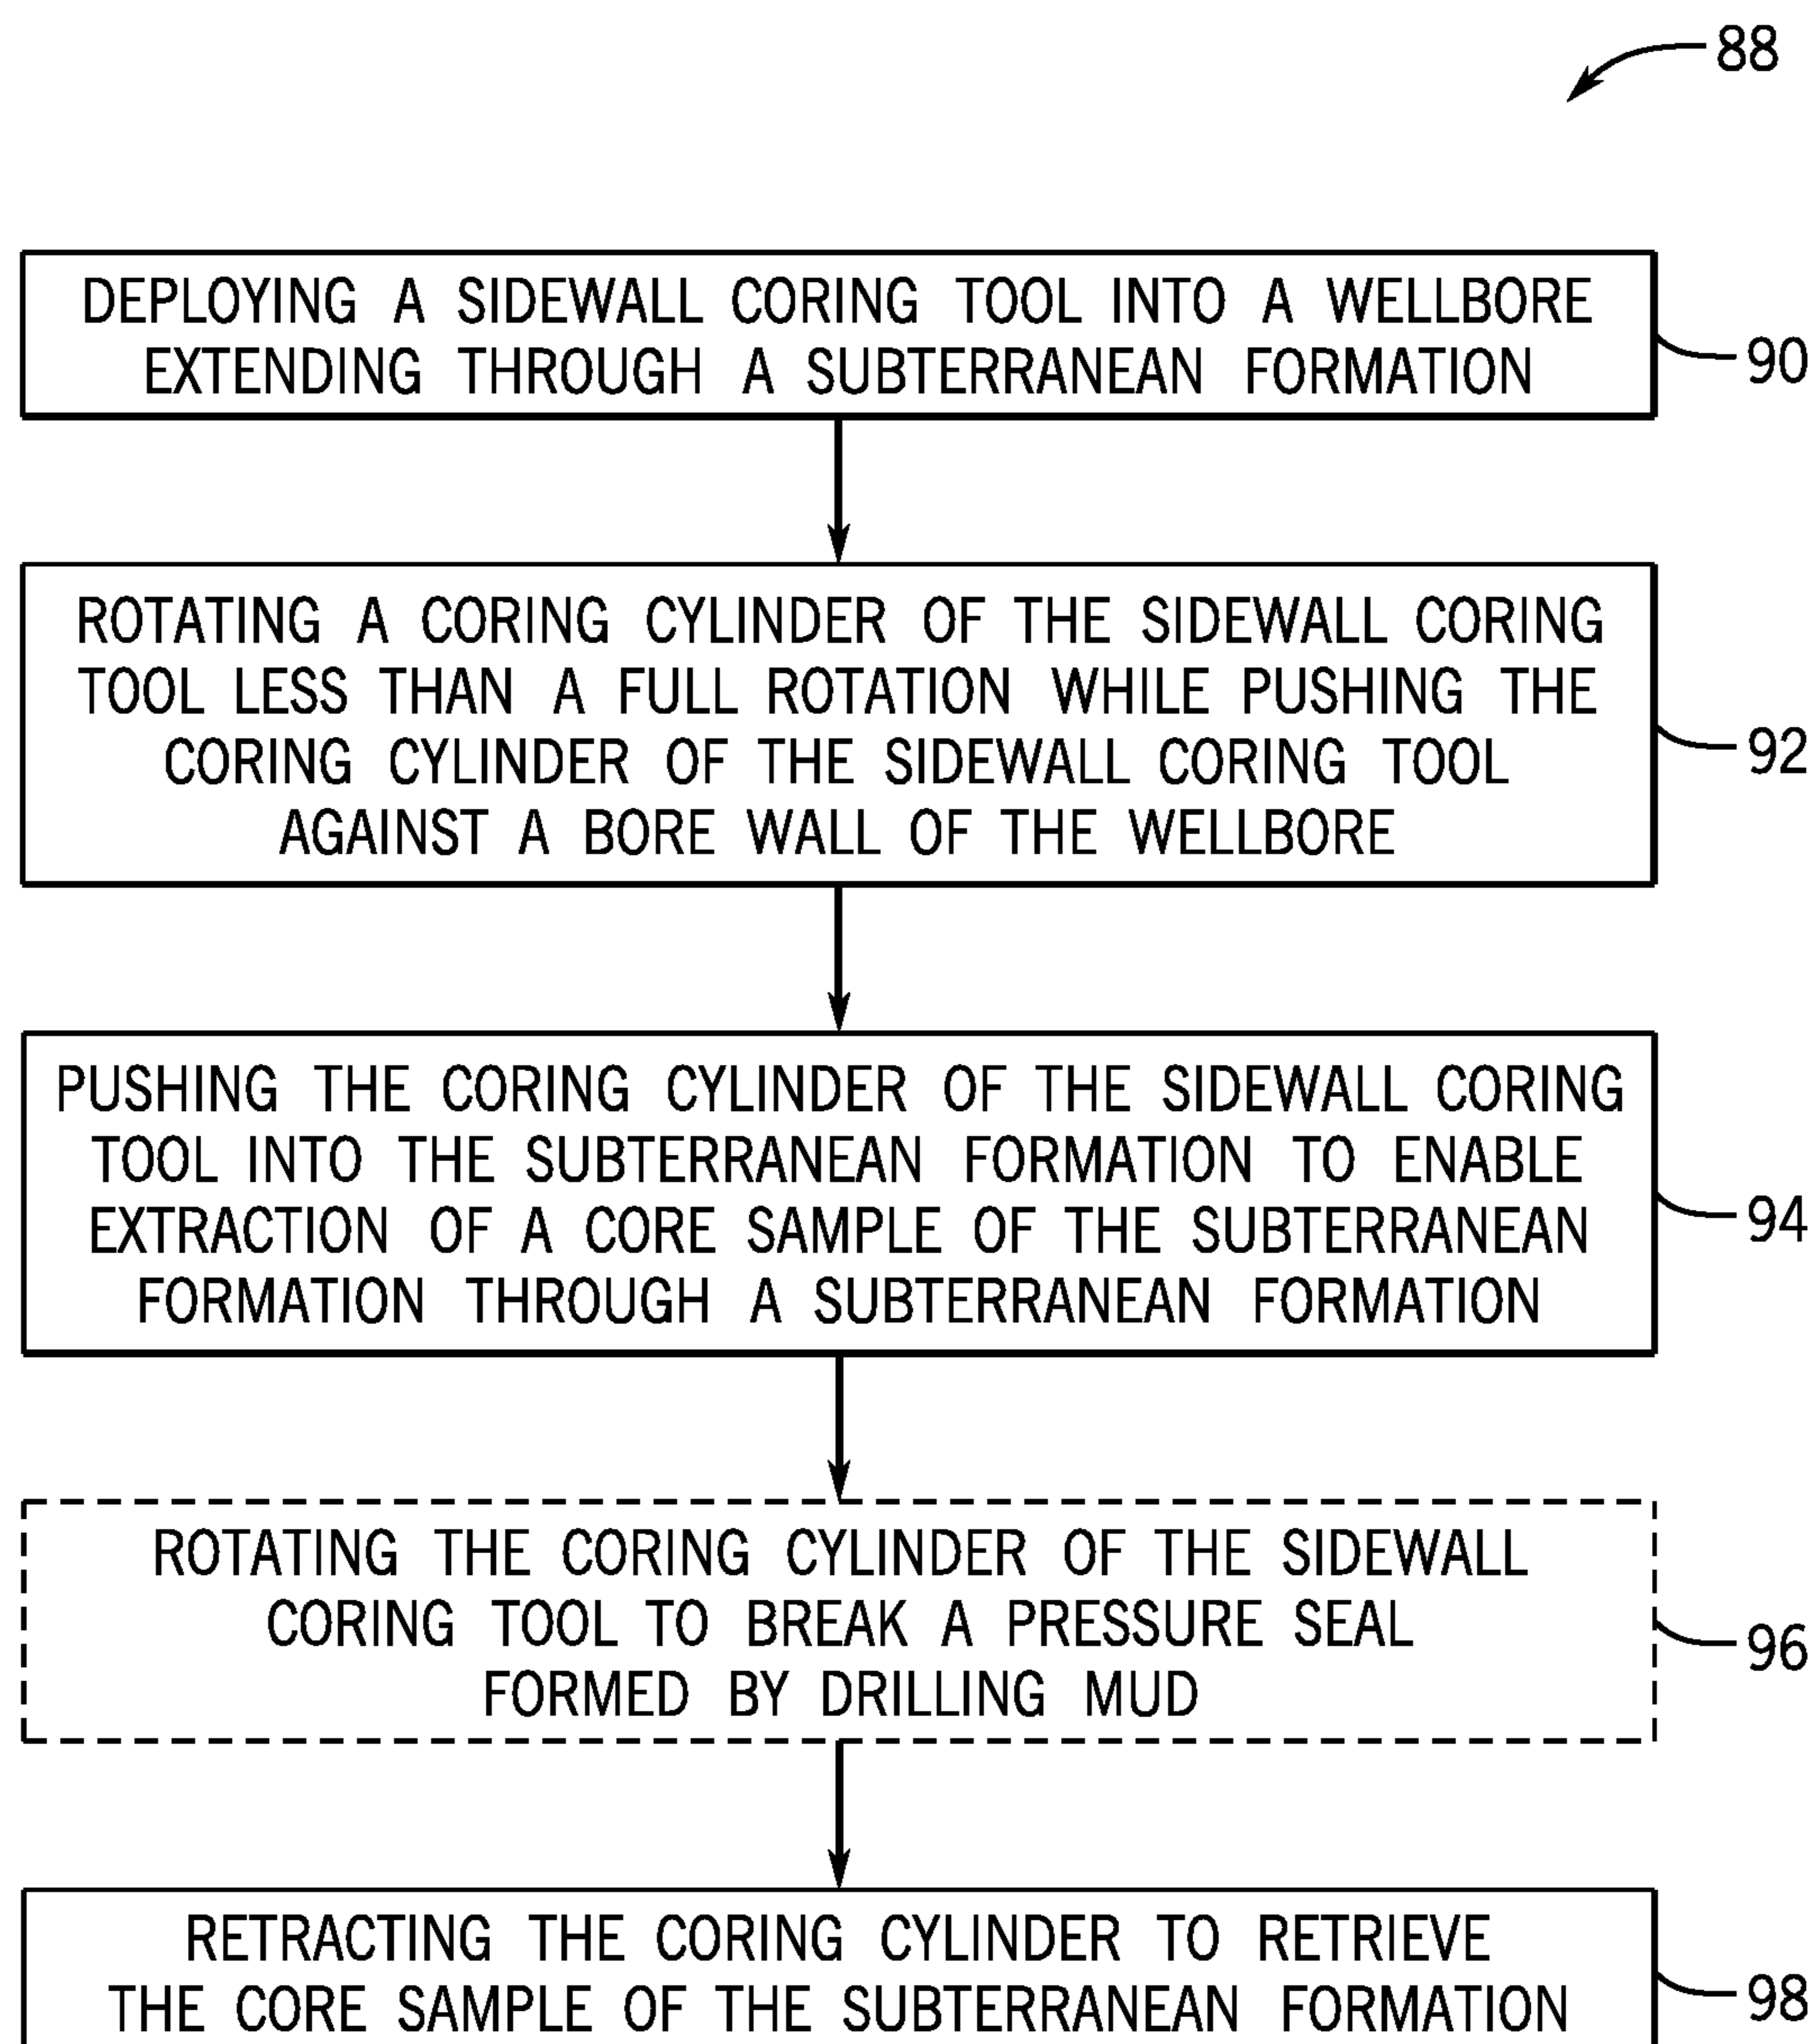 88
DEPLOYING A SIDEWALL CORING TOOL INTO A WELLBORE
EXTENDING THROUGH A SUBTERRANEAN FORMATION
90
ROTATING A CORING CYLINDER OF THE SIDEWALL CORING
TOOL LESS THAN A FULL ROTATION WHILE PUSHING THE
CORING CYLINDER OF THE SIDEWALL CORING TOOL
AGAINST A BORE WALL OF THE WELLBORE
92
PUSHING THE CORING CYLINDER OF THE SIDEWALL CORING
TOOL INTO THE SUBTERRANEAN FORMATION TO ENABLE
EXTRACTION OF A CORE SAMPLE OF THE SUBTERRANEAN
FORMATION THROUGH A SUBTERRANEAN FORMATION
94
ROTATING THE CORING CYLINDER OF THE SIDEWALL
CORING TOOL TO BREAK A PRESSURE SEAL
FORMED BY DRILLING MUD
96
RETRACTING THE CORING CYLINDER TO RETRIEVE
THE CORE SAMPLE OF THE SUBTERRANEAN FORMATION
98